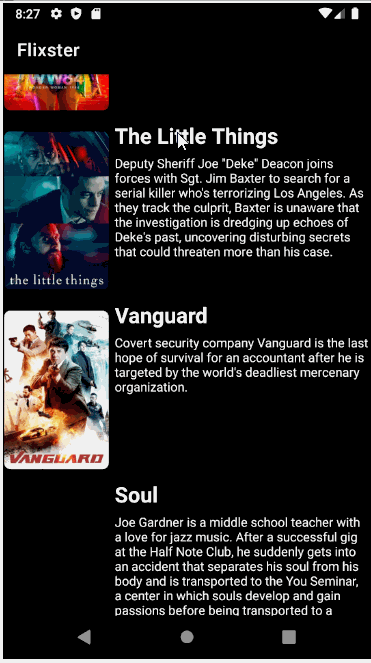 8:27
Flixster
WW84
The Little Things
Deputy Sheriff Joe "Deke" Deacon joins
forces with Sgt. Jim Baxter to search for a
serial killer who's terrorizing Los Angeles. As
they track the culprit, Baxter is unaware that
the investigation is dredging up echoes of
Deke's past, uncovering disturbing secrets
that could threaten more than his case.
the little things
Vanguard
Covert security company Vanguard is the last
hope of survival for an accountant after he is
targeted by the world's deadliest mercenary
organization.
VANGUARD
Soul
Joe Gardner is a middle school teacher with
a love for jazz music. After a successful gig
at the Half Note Club, he suddenly gets into
an accident that separates his soul from his
body and is transported to the You Seminar,
a center in which souls develop and gain
passions before being transported to a